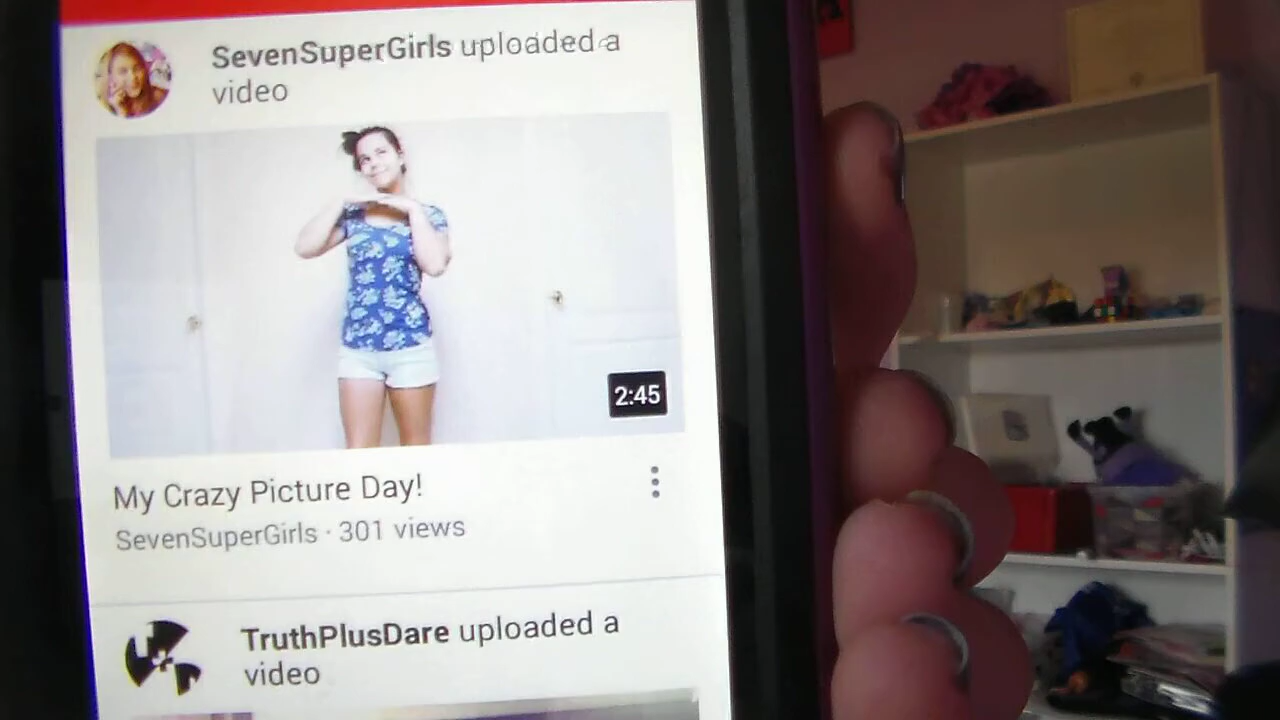 SevenSuperGirls uploaded a
video
2:45
My Crazy Picture Day!
SevenSuperGirls · 301 views
TruthPlusDare uploaded a
video